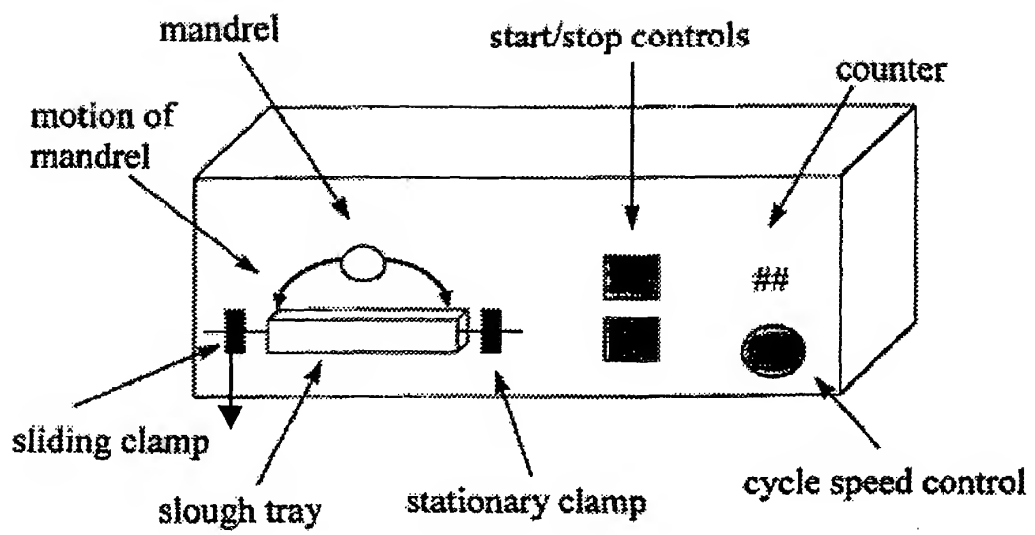 mandrel
start/stop controls
counter
motion of
mandrel
##
sliding clamp
slough tray
stationary clamp
cycle speed control